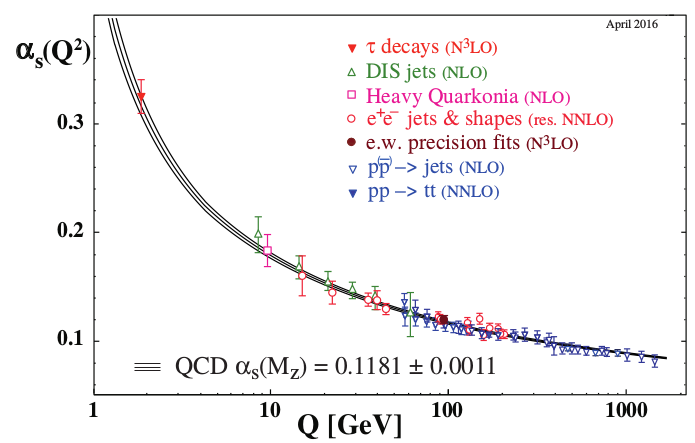 April 2016
αs(Q²)
τ decays (N³LO)
DIS jets (NLO)
Heavy Quarkonia (NLO)
e⁺e⁻ jets & shapes (res. NNLO)
e.w. precision fits (N³LO)
pp(–) –> jets (NLO)
pp –> tt (NNLO)
0.3
0.2
0.1
QCD αs(Mz) = 0.1181 ± 0.0011
1 10 100 1000
Q [GeV]